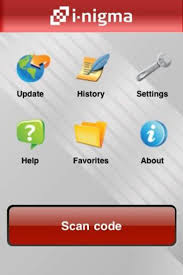 i-nigma
Update History Settings
Help Favorites About
Scan code